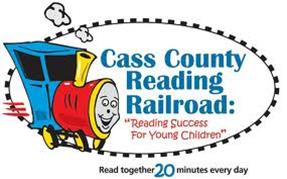 Cass County
Reading
Railroad:
"Reading Success
For Young Children"
Read together 20 minutes every day